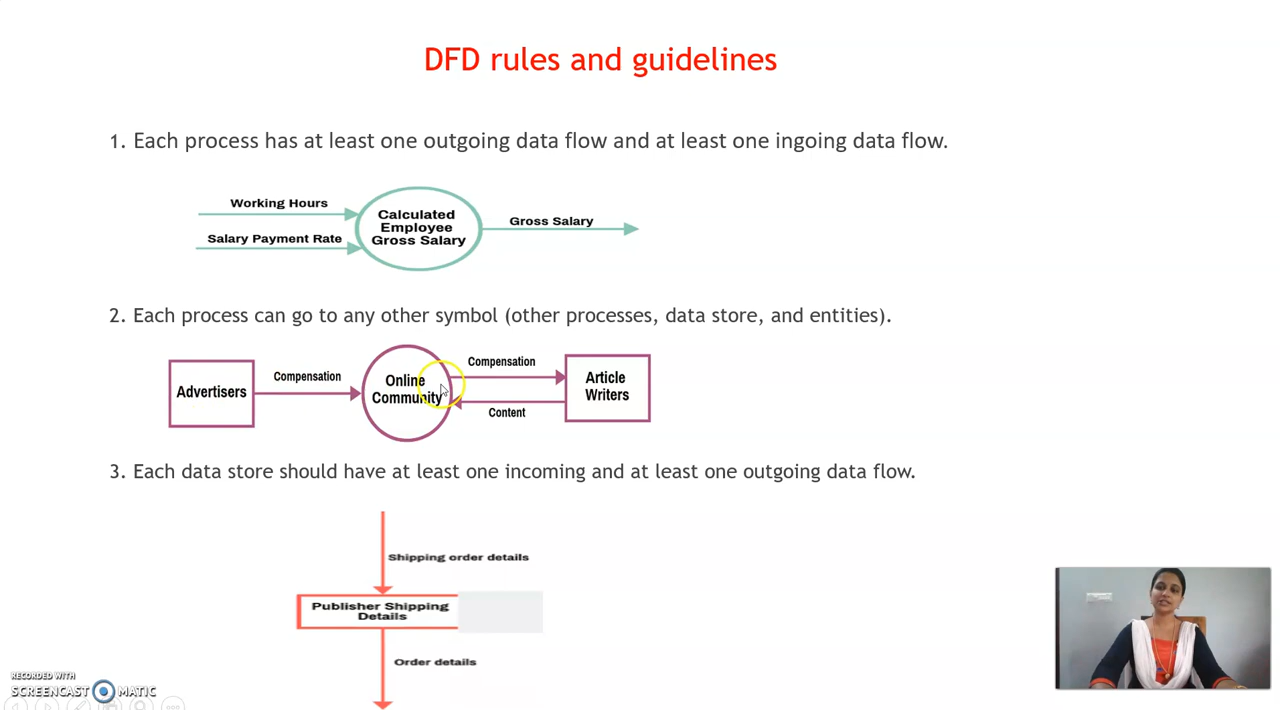 DFD rules and guidelines
1. Each process has at least one outgoing data flow and at least one ingoing data flow.
Working Hours
Salary Payment Rate
Calculated
Employee
Gross Salary
Gross Salary
2. Each process can go to any other symbol (other processes, data store, and entities).
Advertisers
Compensation
Online
Community
Compensation
Content
Article
Writers
3. Each data store should have at least one incoming and at least one outgoing data flow.
Shipping order details
Publisher Shipping
Details
Order details
RECORDED WITH
SCREENCAST MATIC